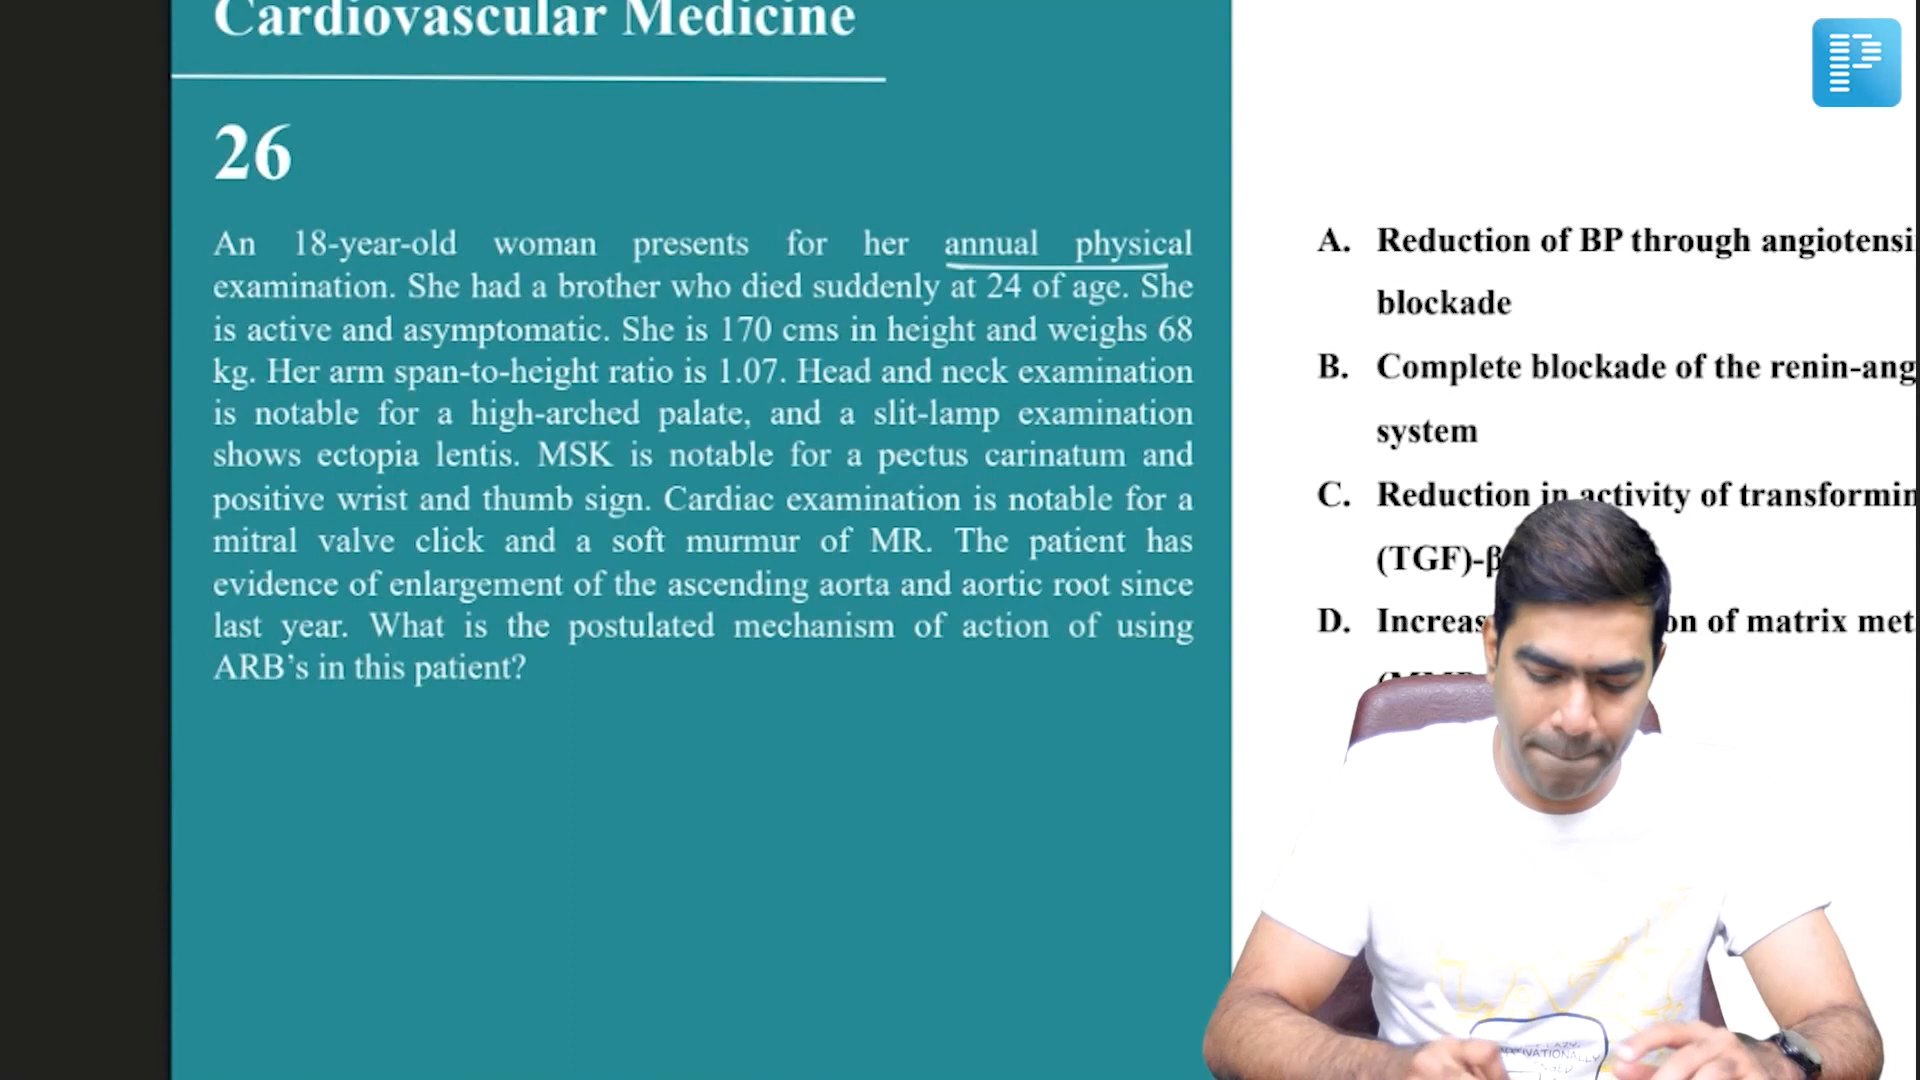 Cardiovascular Medicine
26
An 18-year-old woman presents for her annual physical
examination. She had a brother who died suddenly at 24 of age. She
is active and asymptomatic. She is 170 cms in height and weighs 68
kg. Her arm span-to-height ratio is 1.07. Head and neck examination
is notable for a high-arched palate, and a slit-lamp examination
shows ectopia lentis. MSK is notable for a pectus carinatum and
positive wrist and thumb sign. Cardiac examination is notable for a
mitral valve click and a soft murmur of MR. The patient has
evidence of enlargement of the ascending aorta and aortic root since
last year. What is the postulated mechanism of action of using
ARB's in this patient?
A. Reduction of BP through angiotensi
blockade
B. Complete blockade of the renin-ang
system
C. Reduction in activity of transformin
(TGF)-β
D. Increas on of matrix met